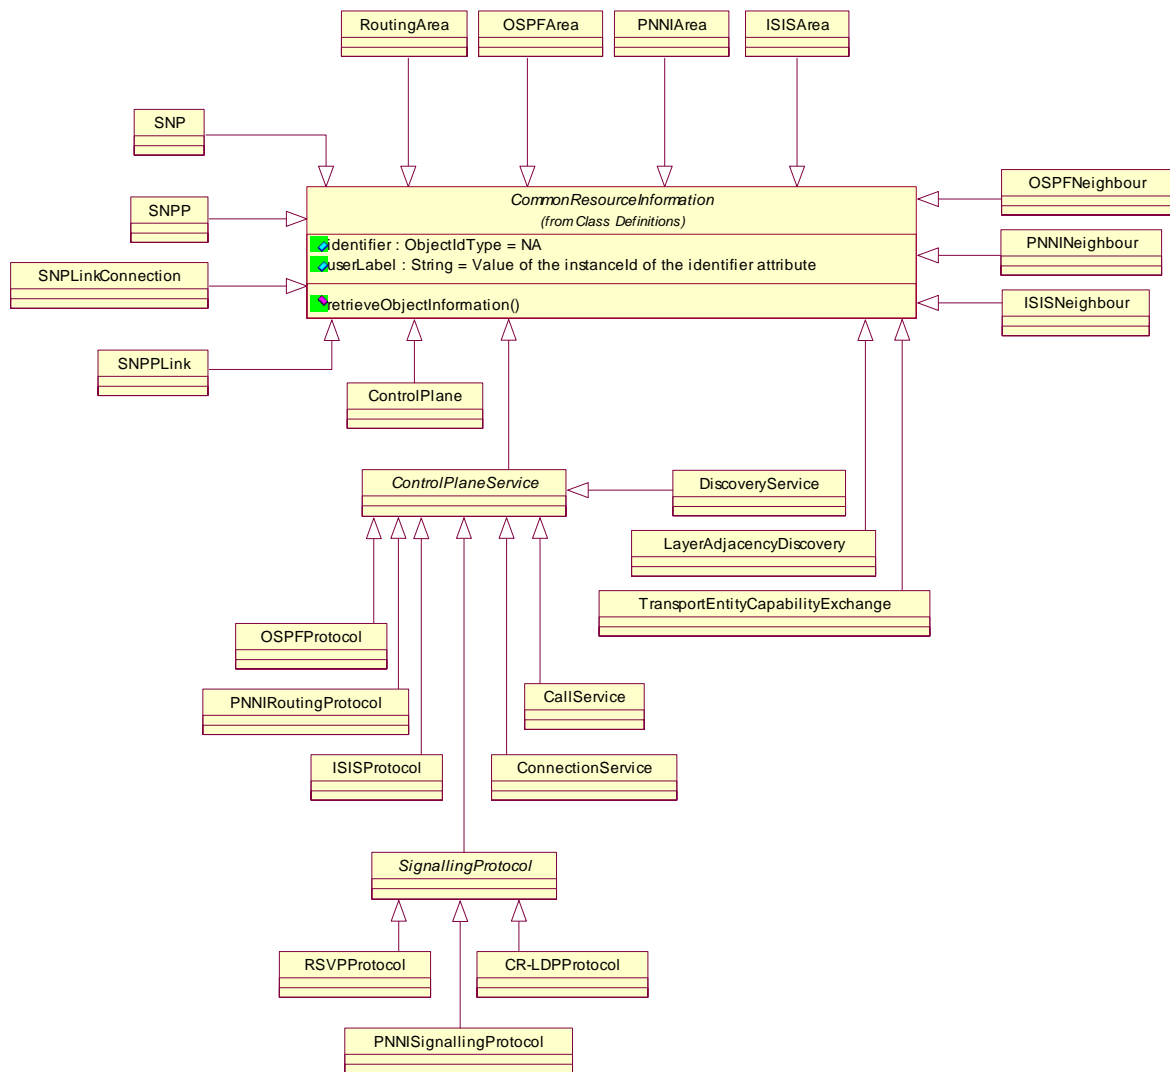 RoutingArea
OSPFArea
PNNIArea
ISISArea
SNP
SNPP
SNPLinkConnection
SNPPLink
CommonResourceInformation
(from Class Definitions)
identifier : ObjectIdType = NA
userLabel : String = Value of the instanceId of the identifier attribute
retrieveObjectInformation()
OSPFNeighbour
PNNINeighbour
ISISNeighbour
ControlPlane
ControlPlaneService
DiscoveryService
LayerAdjacencyDiscovery
TransportEntityCapabilityExchange
OSPFProtocol
PNNIRoutingProtocol
CallService
ISISProtocol
ConnectionService
SignallingProtocol
RSVPProtocol
CR-LDPProtocol
PNNISignallingProtocol